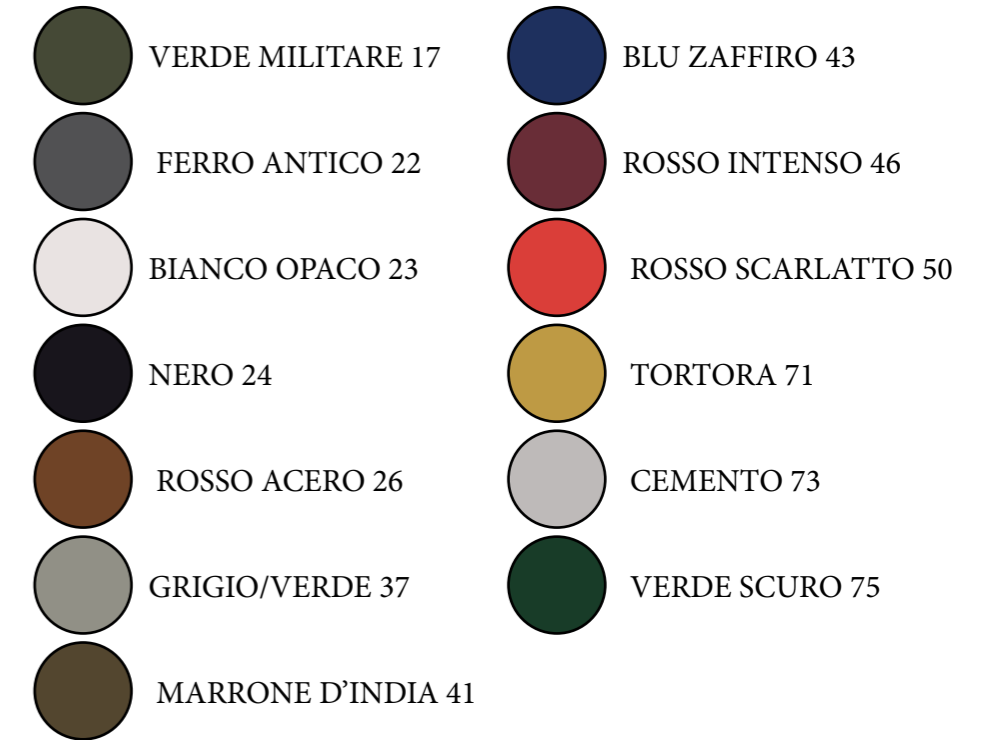 VERDE MILITARE 17
FERRO ANTICO 22
BIANCO OPACO 23
NERO 24
ROSSO ACERO 26
GRIGIO/VERDE 37
MARRONE D’INDIA 41
BLU ZAFFIRO 43
ROSSO INTENSO 46
ROSSO SCARLATTO 50
TORTORA 71
CEMENTO 73
VERDE SCURO 75